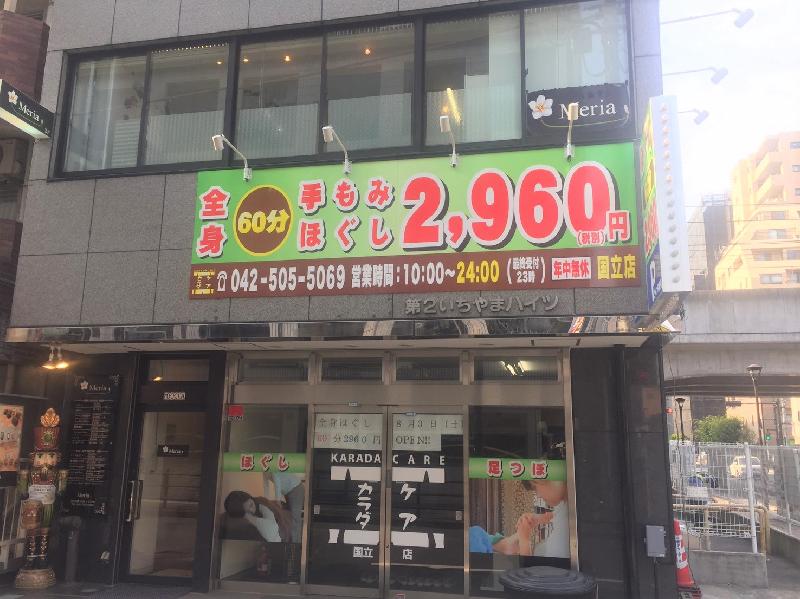 Meria
Meria
全身
60分
手もみ
ほぐし
2,960円
(税別)
☎ 042-505-5069 営業時間:10:00～24:00 (最終受付23時) 年中無休 国立店
第2いちやまハイツ
Meria
MERIA
Meria
全身ほぐし
60分2960円
8月3日(土)
OPEN!!
ほぐし
足つぼ
KARADA CARE
カラダケア
国立店